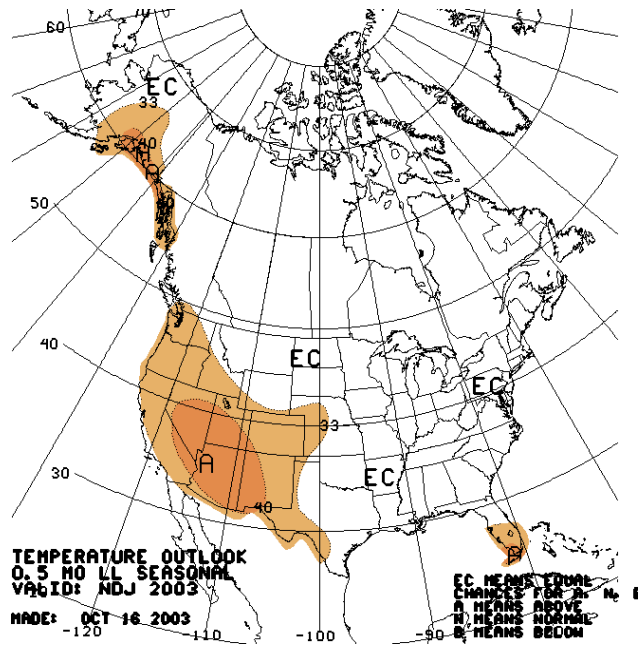 60
70
70
60
EC
33
40
A
50
40
EC
EC
33
A
EC
30
40
A
TEMPERATURE OUTLOOK
0.5 MO LL SEASONAL
VALID: NDJ 2003
MADE: OCT 16 2003
EC MEANS EQUAL
CHANCES FOR A, N, B
A MEANS ABOVE
N MEANS NORMAL
B MEANS BELOW
-120
-110
-100
-90